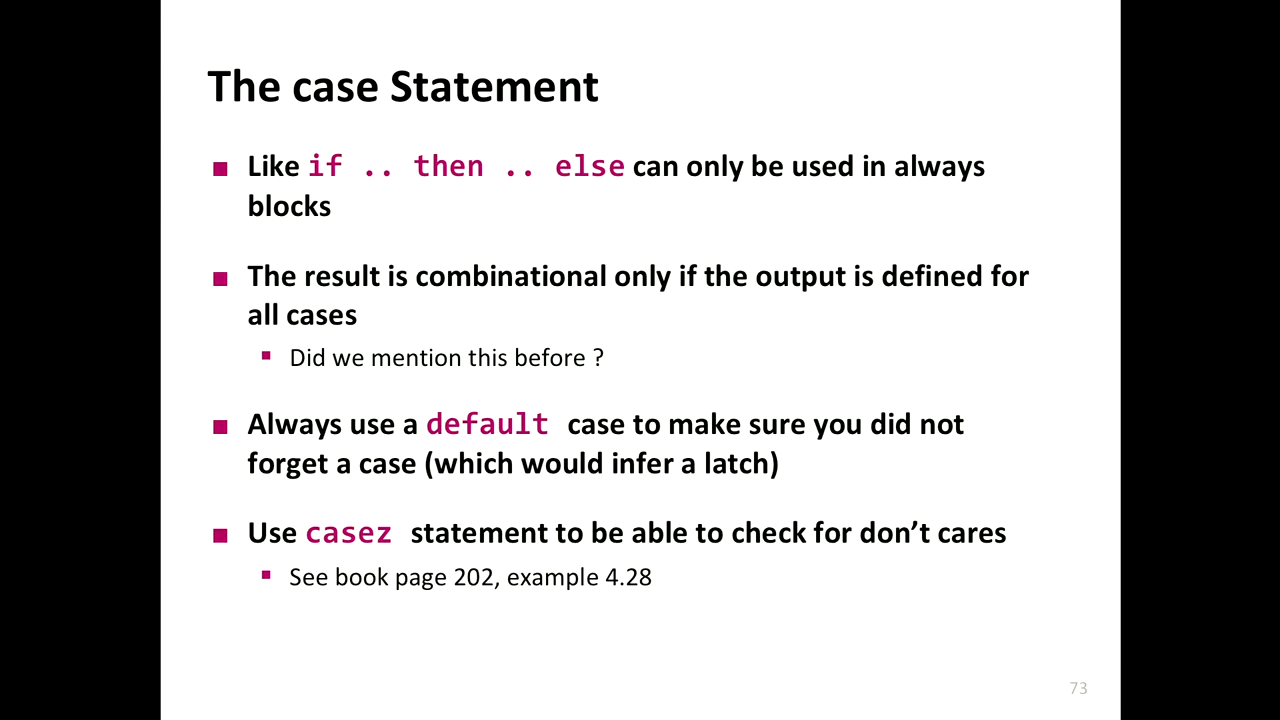 The case Statement
Like if .. then .. else can only be used in always
blocks
The result is combinational only if the output is defined for
all cases
Did we mention this before ?
Always use a default case to make sure you did not
forget a case (which would infer a latch)
Use casez statement to be able to check for don’t cares
See book page 202, example 4.28
73